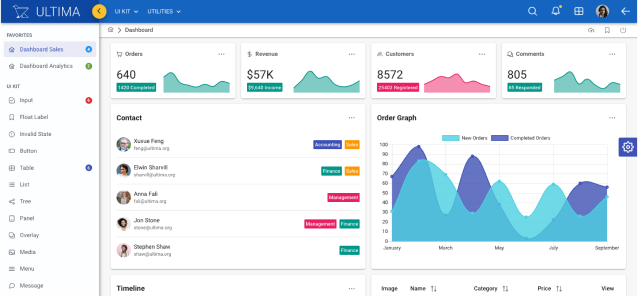 ULTIMA
UI KIT
UTILITIES
FAVORITES
Dashboard Sales
Dashboard Analytics
UI KIT
Input
Float Label
Invalid State
Button
Table
List
Tree
Panel
Overlay
Media
Menu
Message
Dashboard
Orders
640
1420 Completed
Revenue
$57K
$9,640 Income
Customers
8572
25402 Registered
Comments
805
85 Responded
Contact
Xuxue Feng
feng@ultima.org
Accounting Sales
Elwin Sharvill
sharvill@ultima.org
Finance Sales
Anna Fali
fali@ultima.org
Management
Jon Stone
stone@ultima.org
Management Finance
Stephen Shaw
shaw@ultima.org
Finance
Order Graph
New Orders Completed Orders
100
90
80
70
60
50
40
30
20
10
0
January March May July September
Timeline
Image Name Category Price View